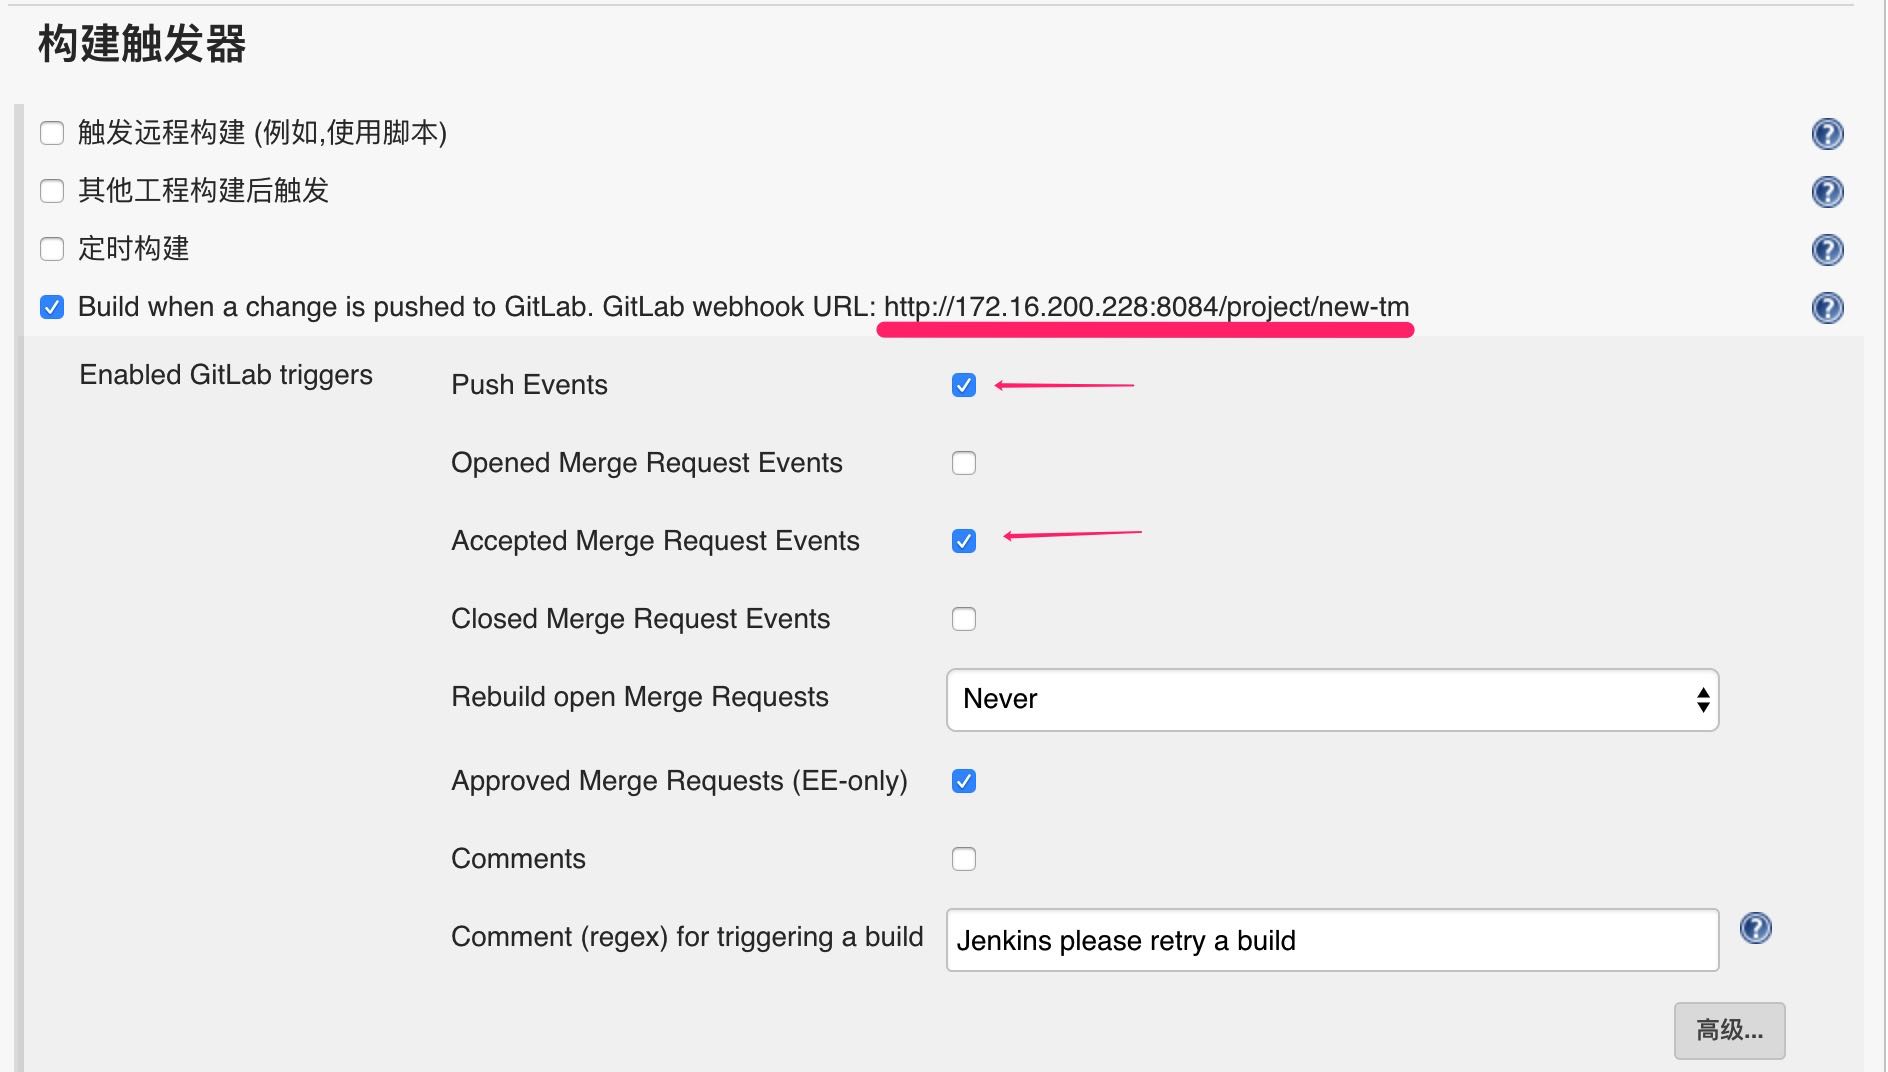 构建触发器
触发远程构建 (例如,使用脚本)
其他工程构建后触发
定时构建
Build when a change is pushed to GitLab. GitLab webhook URL: http://172.16.200.228:8084/project/new-tm
Enabled GitLab triggers
Push Events
Opened Merge Request Events
Accepted Merge Request Events
Closed Merge Request Events
Rebuild open Merge Requests Never
Approved Merge Requests (EE-only)
Comments
Comment (regex) for triggering a build Jenkins please retry a build
高级...